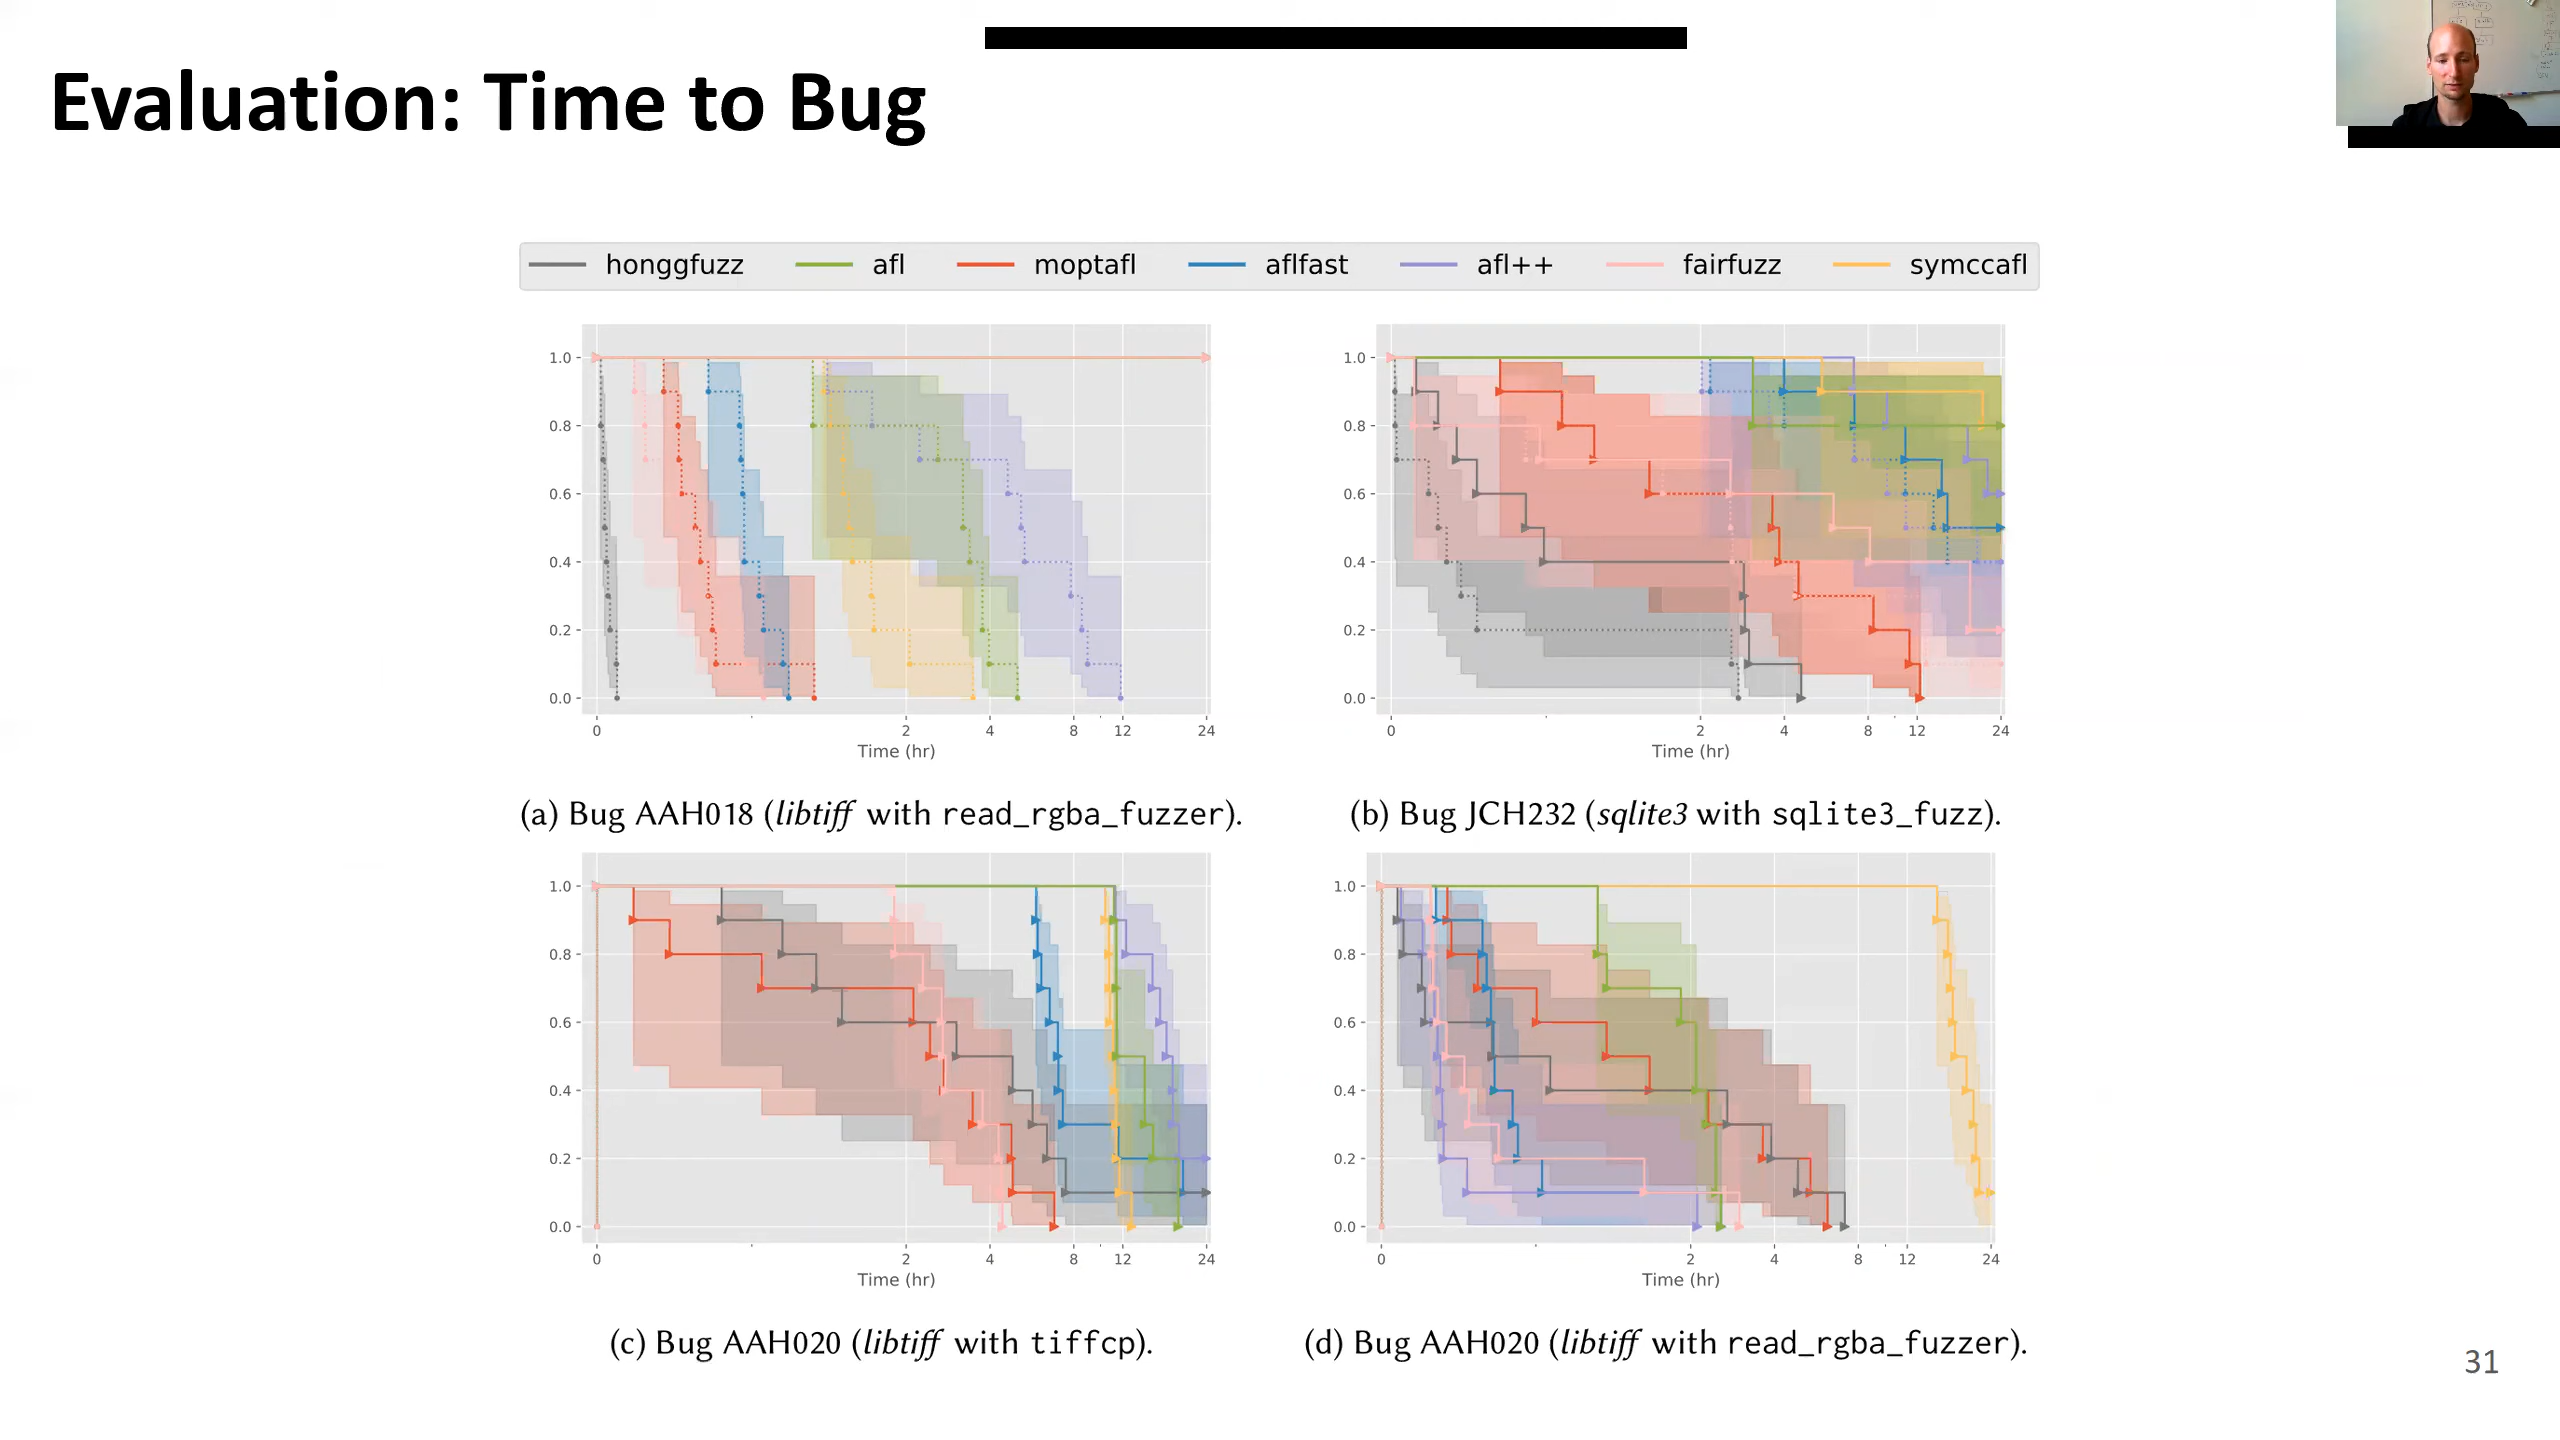 Evaluation: Time to Bug
honggfuzz afl moptafl aflfast afl++ fairfuzz symccafl
1.0
0.8
0.6
0.4
0.2
0.0
0 2 4 8 12 24
Time (hr)
(a) Bug AAH018 (libtiff with read_rgba_fuzzer).
1.0
0.8
0.6
0.4
0.2
0.0
0 2 4 8 12 24
Time (hr)
(b) Bug JCH232 (sqlite3 with sqlite3_fuzz).
1.0
0.8
0.6
0.4
0.2
0.0
0 2 4 8 12 24
Time (hr)
(c) Bug AAH020 (libtiff with tiffcp).
1.0
0.8
0.6
0.4
0.2
0.0
0 2 4 8 12 24
Time (hr)
(d) Bug AAH020 (libtiff with read_rgba_fuzzer).
31